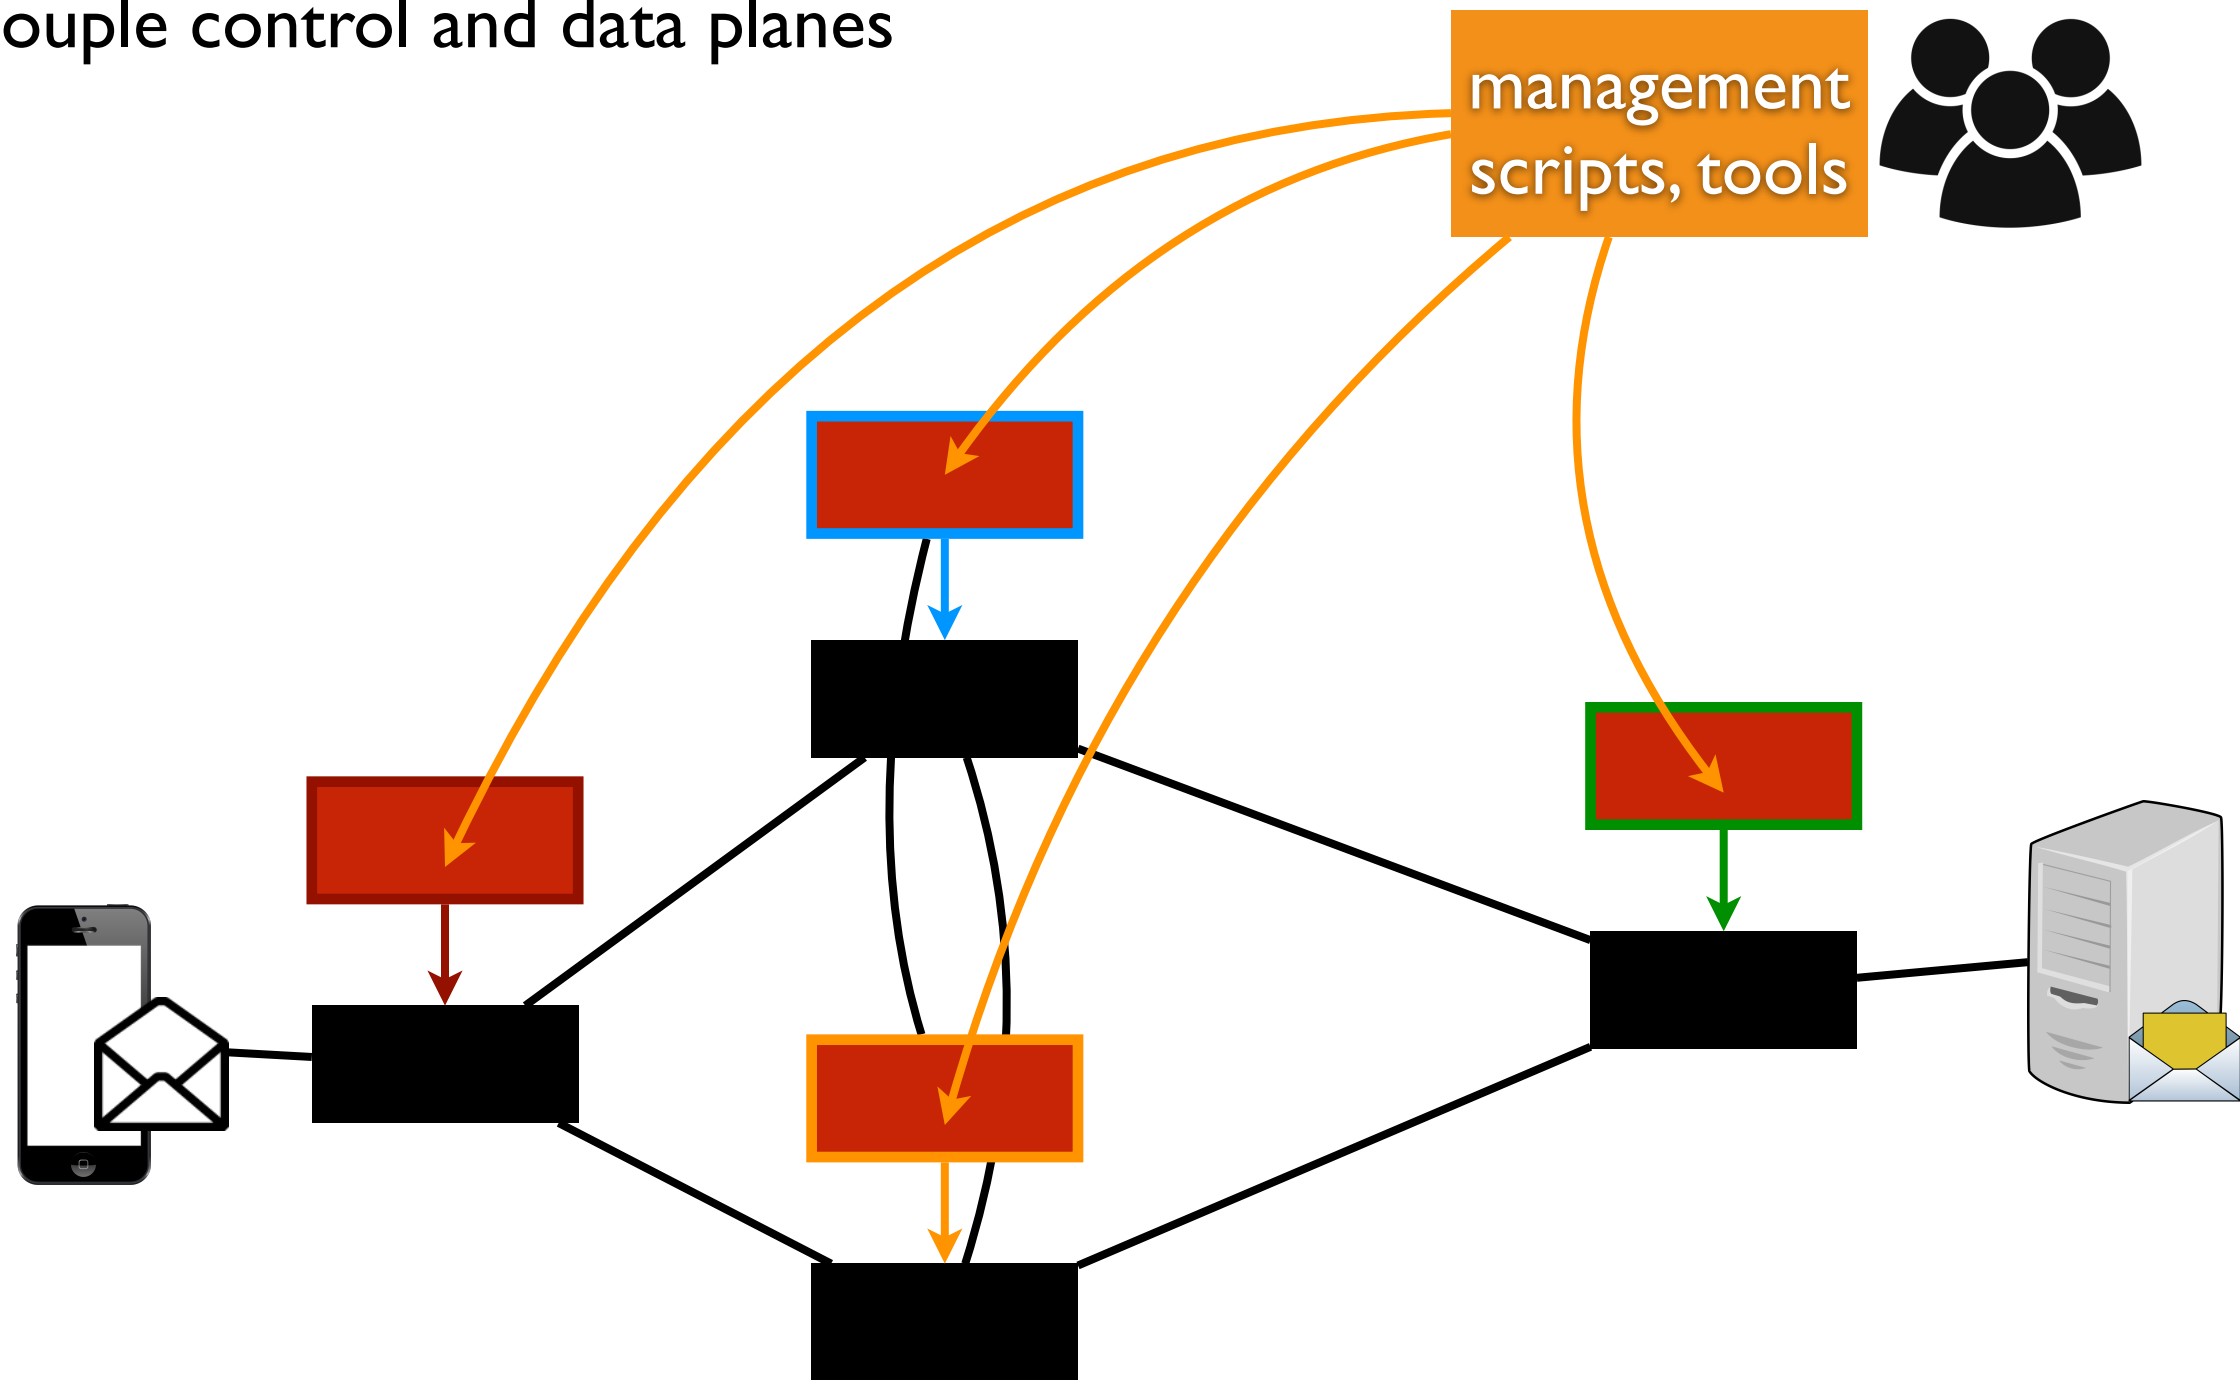 ouple control and data planes
management
scripts, tools